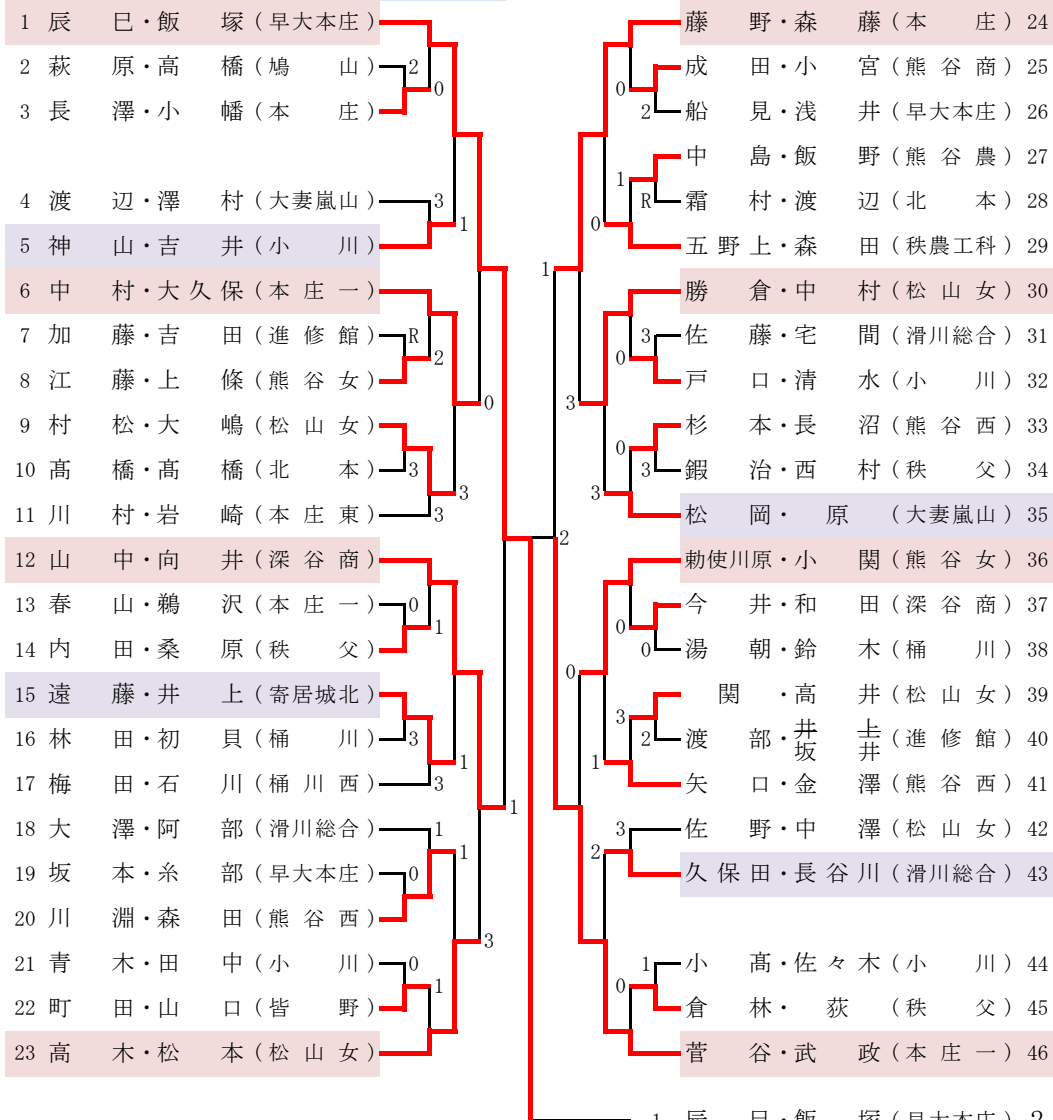 1 辰 巳・飯 塚（早大本庄）
2 萩 原・高 橋（鳩 山）
3 長 澤・小 幡（本 庄）
4 渡 辺・澤 村（大妻嵐山）
5 神 山・吉 井（小 川）
6 中 村・大久保（本庄一）
7 加 藤・吉 田（進修館）
8 江 藤・上 條（熊谷女）
9 村 松・大 嶋（松山女）
10 髙 橋・髙 橋（北 本）
11 川 村・岩 崎（本庄東）
12 山 中・向 井（深谷商）
13 春 山・鵜 沢（本庄一）
14 内 田・桑 原（秩 父）
15 遠 藤・井 上（寄居城北）
16 林 田・初 貝（桶 川）
17 梅 田・石 川（桶川西）
18 大 澤・阿 部（滑川総合）
19 坂 本・糸 部（早大本庄）
20 川 淵・森 田（熊谷西）
21 青 木・田 中（小 川）
22 町 田・山 口（皆 野）
23 高 木・松 本（松山女）
2
0
3
1
R
2
0
3
3
3
0
1
3
1
3
1
1
0
1
3
0
1
1
2
0
2
1
R
0
3
0
0
3
3
3
0
0
0
3
2
1
3
2
1
0
藤 野・森 藤（本 庄）24
成 田・小 宮（熊谷商）25
船 見・浅 井（早大本庄）26
中 島・飯 野（熊谷農）27
霜 村・渡 辺（北 本）28
五野上・森 田（秩農工科）29
勝 倉・中 村（松山女）30
佐 藤・宅 間（滑川総合）31
戸 口・清 水（小 川）32
杉 本・長 沼（熊谷西）33
鍜 治・西 村（秩 父）34
松 岡・ 原 （大妻嵐山）35
勅使川原・小 関（熊谷女）36
今 井・和 田（深谷商）37
湯 朝・鈴 木（桶 川）38
関 ・高 井（松山女）39
渡 部・井 上（進修館）40
坂 井
矢 口・金 澤（熊谷西）41
佐 野・中 澤（松山女）42
久保田・長谷川（滑川総合）43
小 髙・佐々木（小 川）44
倉 林・ 荻 （秩 父）45
菅 谷・武 政（本庄一）46
1 辰 巳・飯 塚（早大本庄）2